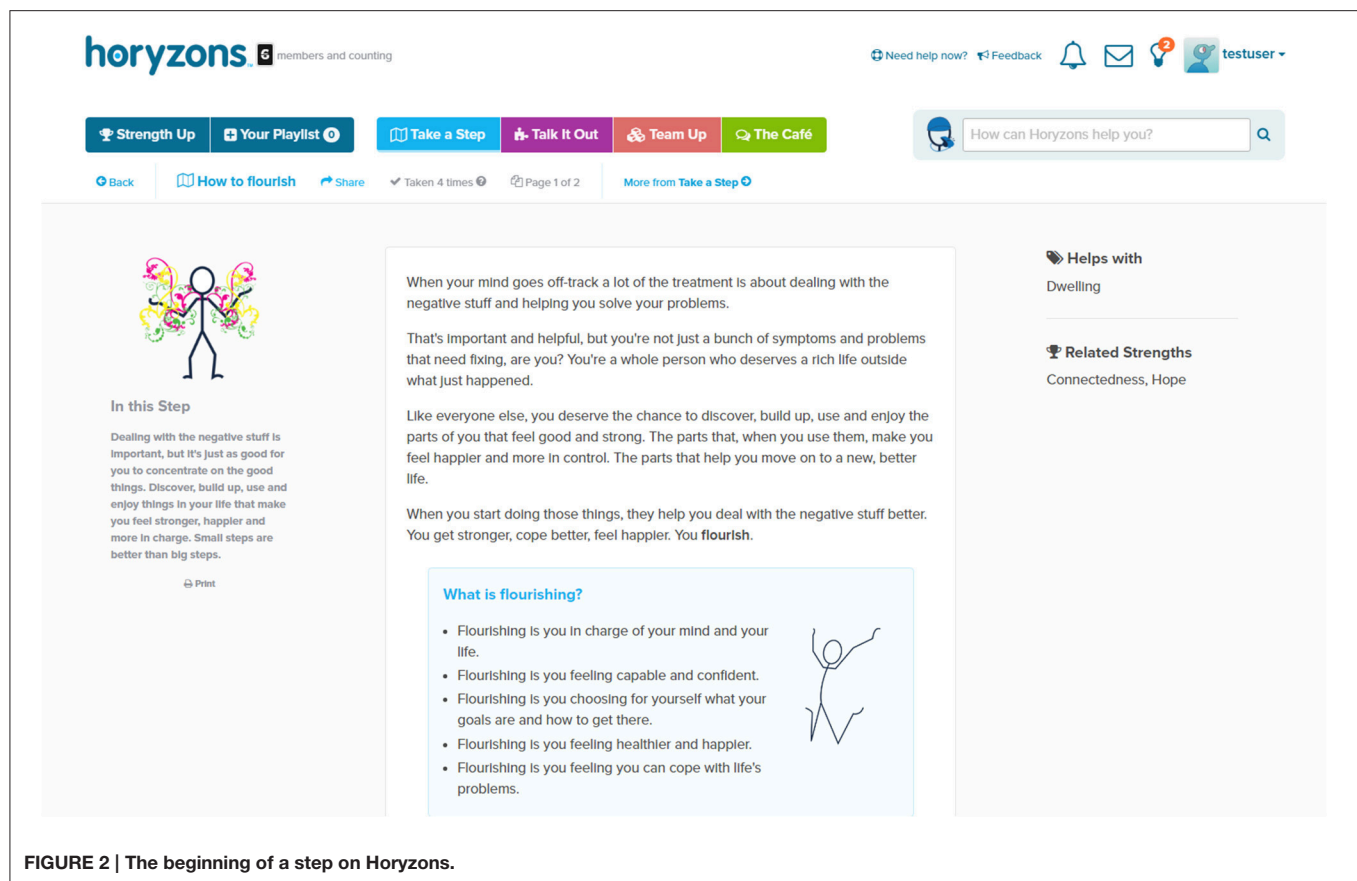 horyzons 6 members and counting
Need help now? Feedback 2 testuser
Strength Up Your Playlist 0 Take a Step Talk It Out Team Up The Café How can Horyzons help you?
Back How to flourish Share Taken 4 times Page 1 of 2 More from Take a Step
In this Step
Dealing with the negative stuff is
important, but it's just as good for
you to concentrate on the good
things. Discover, build up, use and
enjoy things in your life that make
you feel stronger, happier and
more in charge. Small steps are
better than big steps.
Print
When your mind goes off-track a lot of the treatment is about dealing with the
negative stuff and helping you solve your problems.
That's important and helpful, but you're not just a bunch of symptoms and problems
that need fixing, are you? You're a whole person who deserves a rich life outside
what just happened.
Like everyone else, you deserve the chance to discover, build up, use and enjoy the
parts of you that feel good and strong. The parts that, when you use them, make you
feel happier and more in control. The parts that help you move on to a new, better
life.
When you start doing those things, they help you deal with the negative stuff better.
You get stronger, cope better, feel happier. You flourish.
What is flourishing?
• Flourishing is you in charge of your mind and your
life.
• Flourishing is you feeling capable and confident.
• Flourishing is you choosing for yourself what your
goals are and how to get there.
• Flourishing is you feeling healthier and happier.
• Flourishing is you feeling you can cope with life's
problems.
Helps with
Dwelling
Related Strengths
Connectedness, Hope
FIGURE 2 | The beginning of a step on Horyzons.